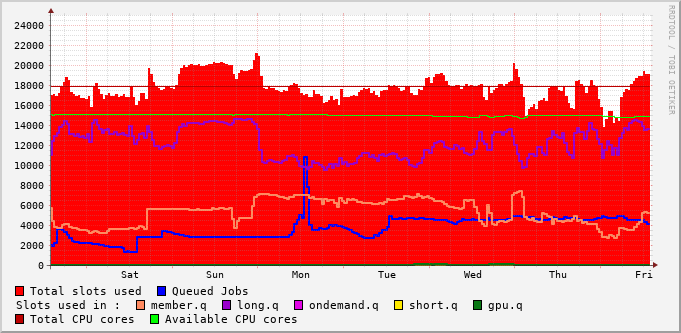 24000
22000
20000
18000
16000
14000
12000
10000
8000
6000
4000
2000
0
Sat Sun Mon Tue Wed Thu Fri
RRDTOOL / TOBI OETIKER
Total slots used Queued Jobs
Slots used in : member.q long.q ondemand.q short.q gpu.q
Total CPU cores Available CPU cores